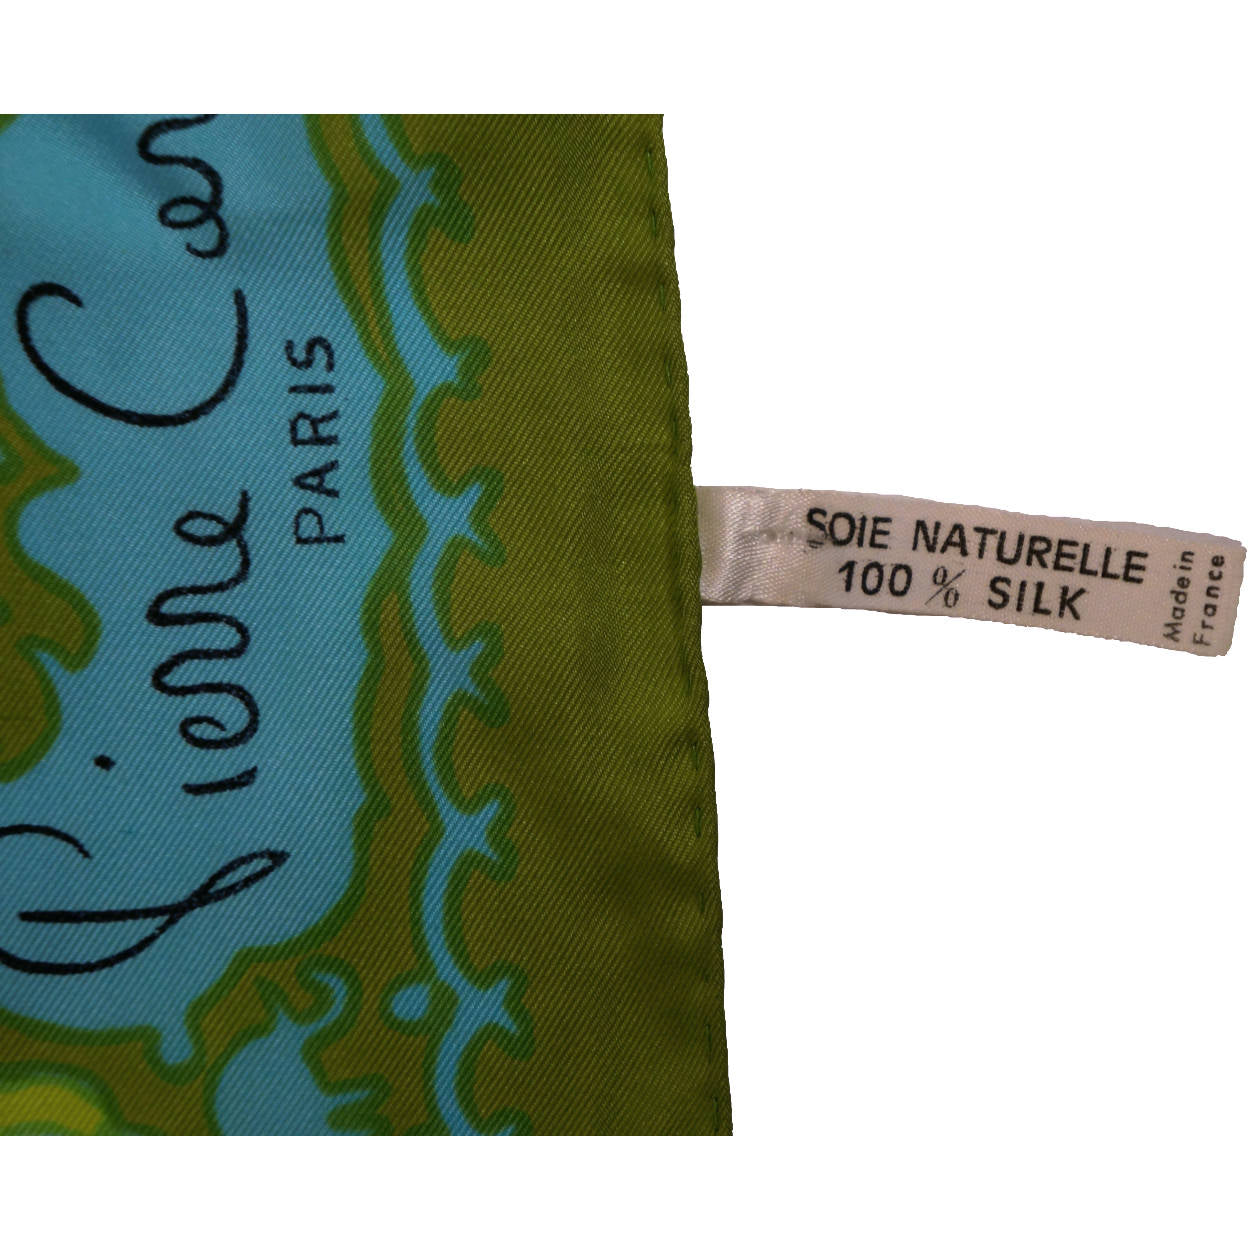 Pierre
PARIS
SOIE NATURELLE
100 % SILK
Made in
France